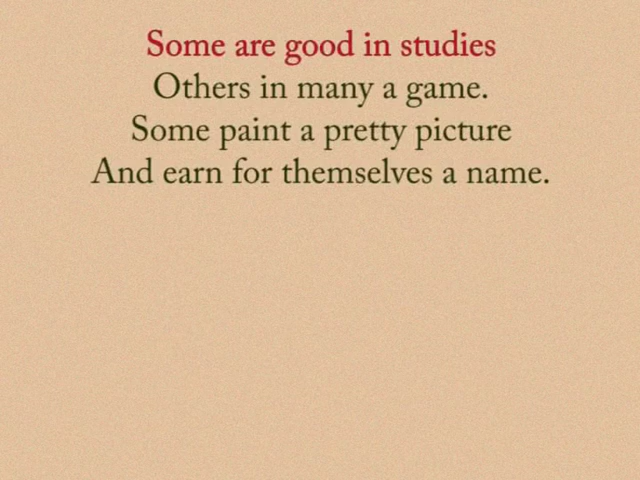 Some are good in studies
Others in many a game.
Some paint a pretty picture
And earn for themselves a name.